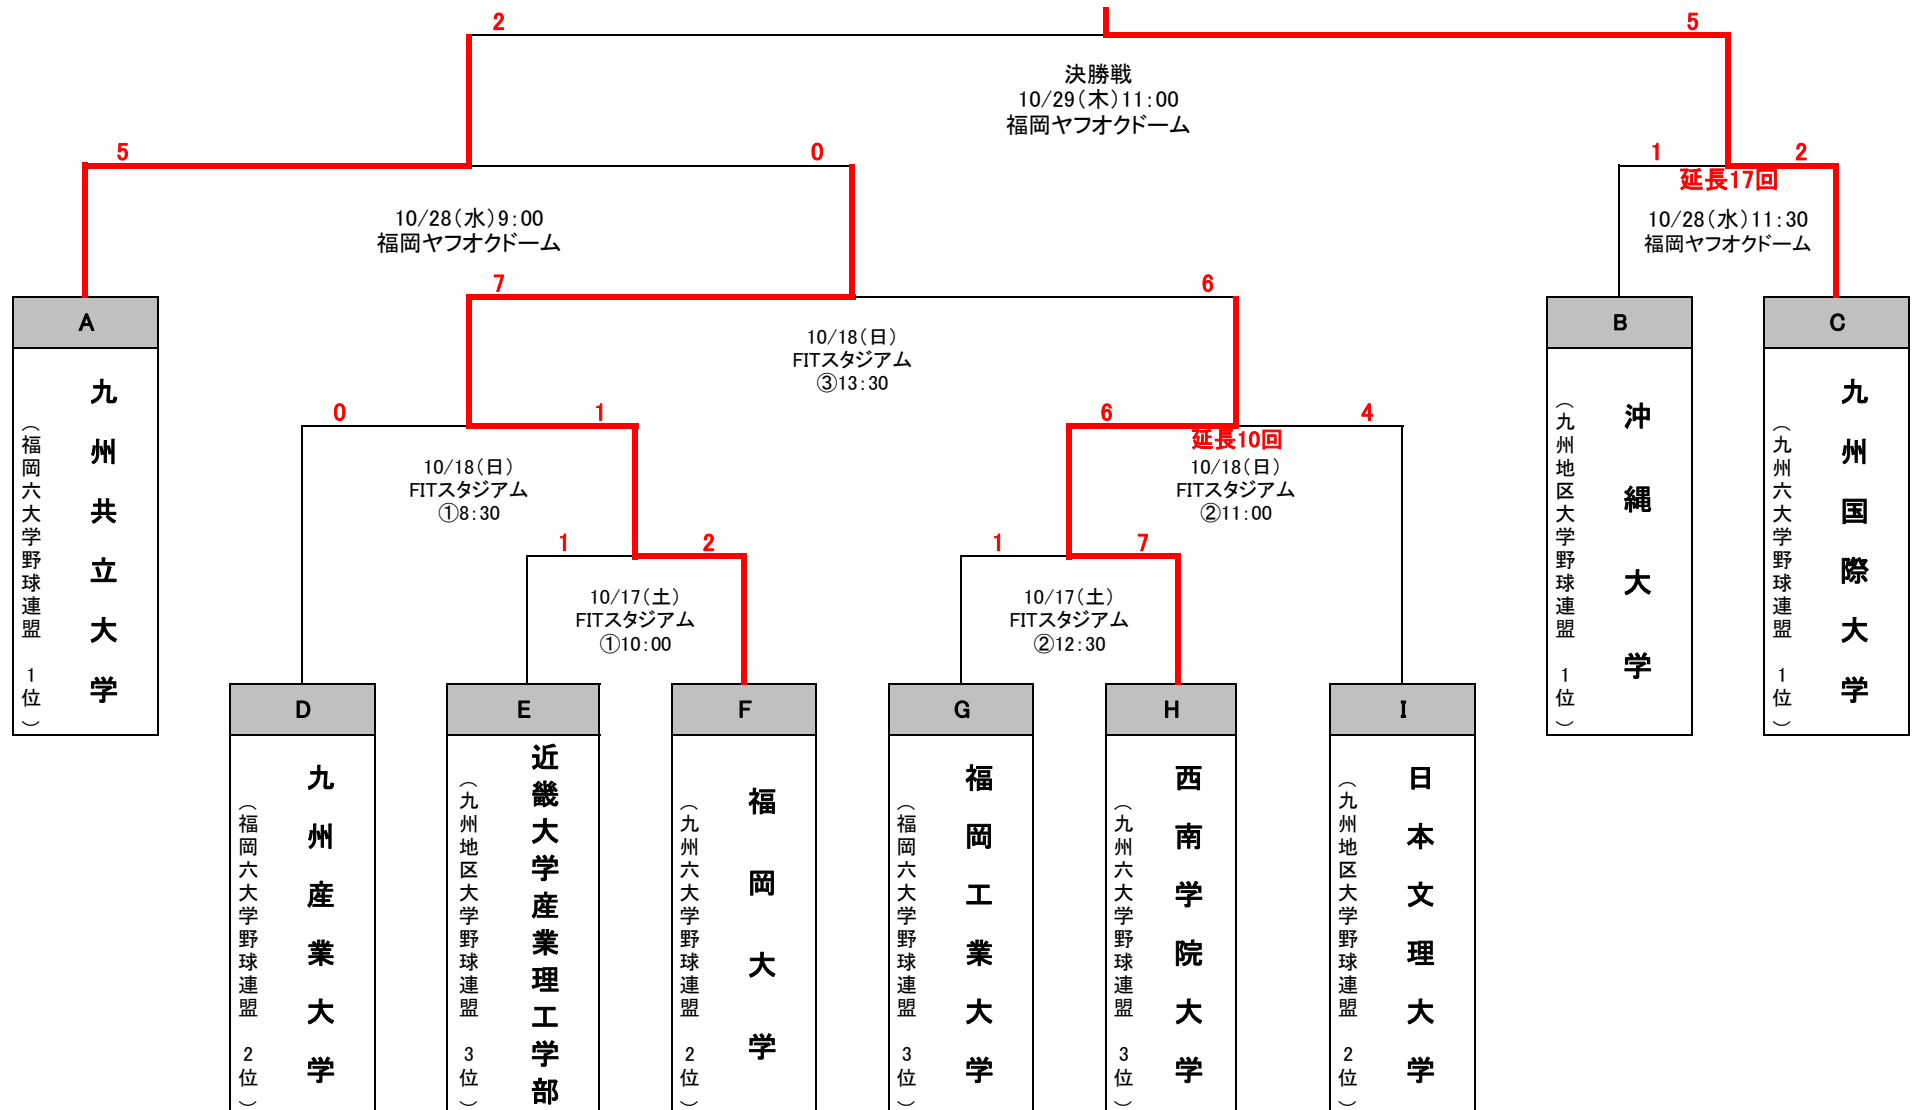 2
5
決勝戦
10/29（木）11:00
福岡ヤフオクドーム
5
0
1
2
延長17回
10/28（水）9:00
福岡ヤフオクドーム
10/28（水）11:30
福岡ヤフオクドーム
7
6
10/18（日）
FITスタジアム
③13:30
0
1
6
4
延長10回
10/18（日）
FITスタジアム
①8:30
10/18（日）
FITスタジアム
②11:00
1
2
1
7
10/17（土）
FITスタジアム
①10:00
10/17（土）
FITスタジアム
②12:30
A
九州共立大学
（福岡六大学野球連盟　1位）
B
沖縄大学
（九州地区大学野球連盟　1位）
C
九州国際大学
（九州六大学野球連盟　1位）
D
九州産業大学
（福岡六大学野球連盟　2位）
E
近畿大学産業理工学部
（九州地区大学野球連盟　3位）
F
福岡大学
（九州六大学野球連盟　2位）
G
福岡工業大学
（福岡六大学野球連盟　3位）
H
西南学院大学
（九州六大学野球連盟　3位）
I
日本文理大学
（九州地区大学野球連盟　2位）